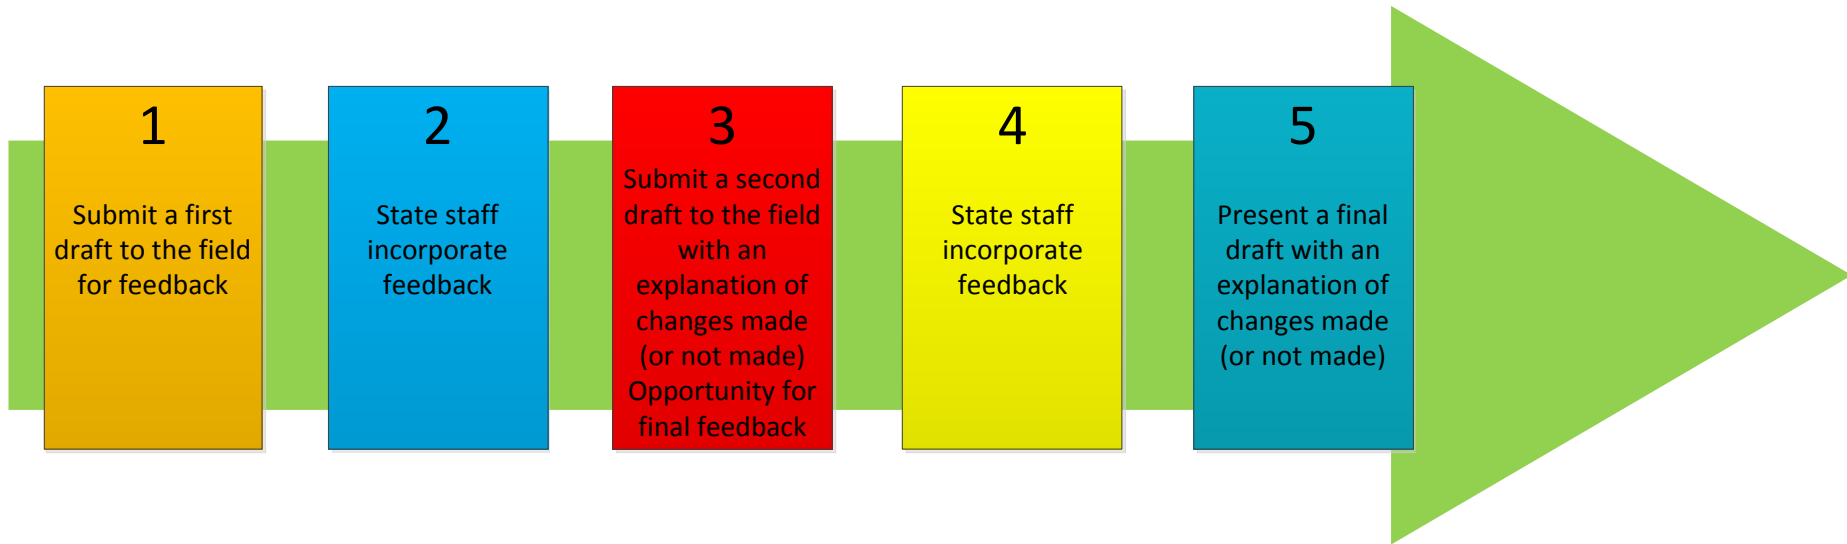 1
Submit a first
draft to the field
for feedback
2
State staff
incorporate
feedback
3
Submit a second
draft to the field
with an
explanation of
changes made
(or not made)
Opportunity for
final feedback
4
State staff
incorporate
feedback
5
Present a final
draft with an
explanation of
changes made
(or not made)